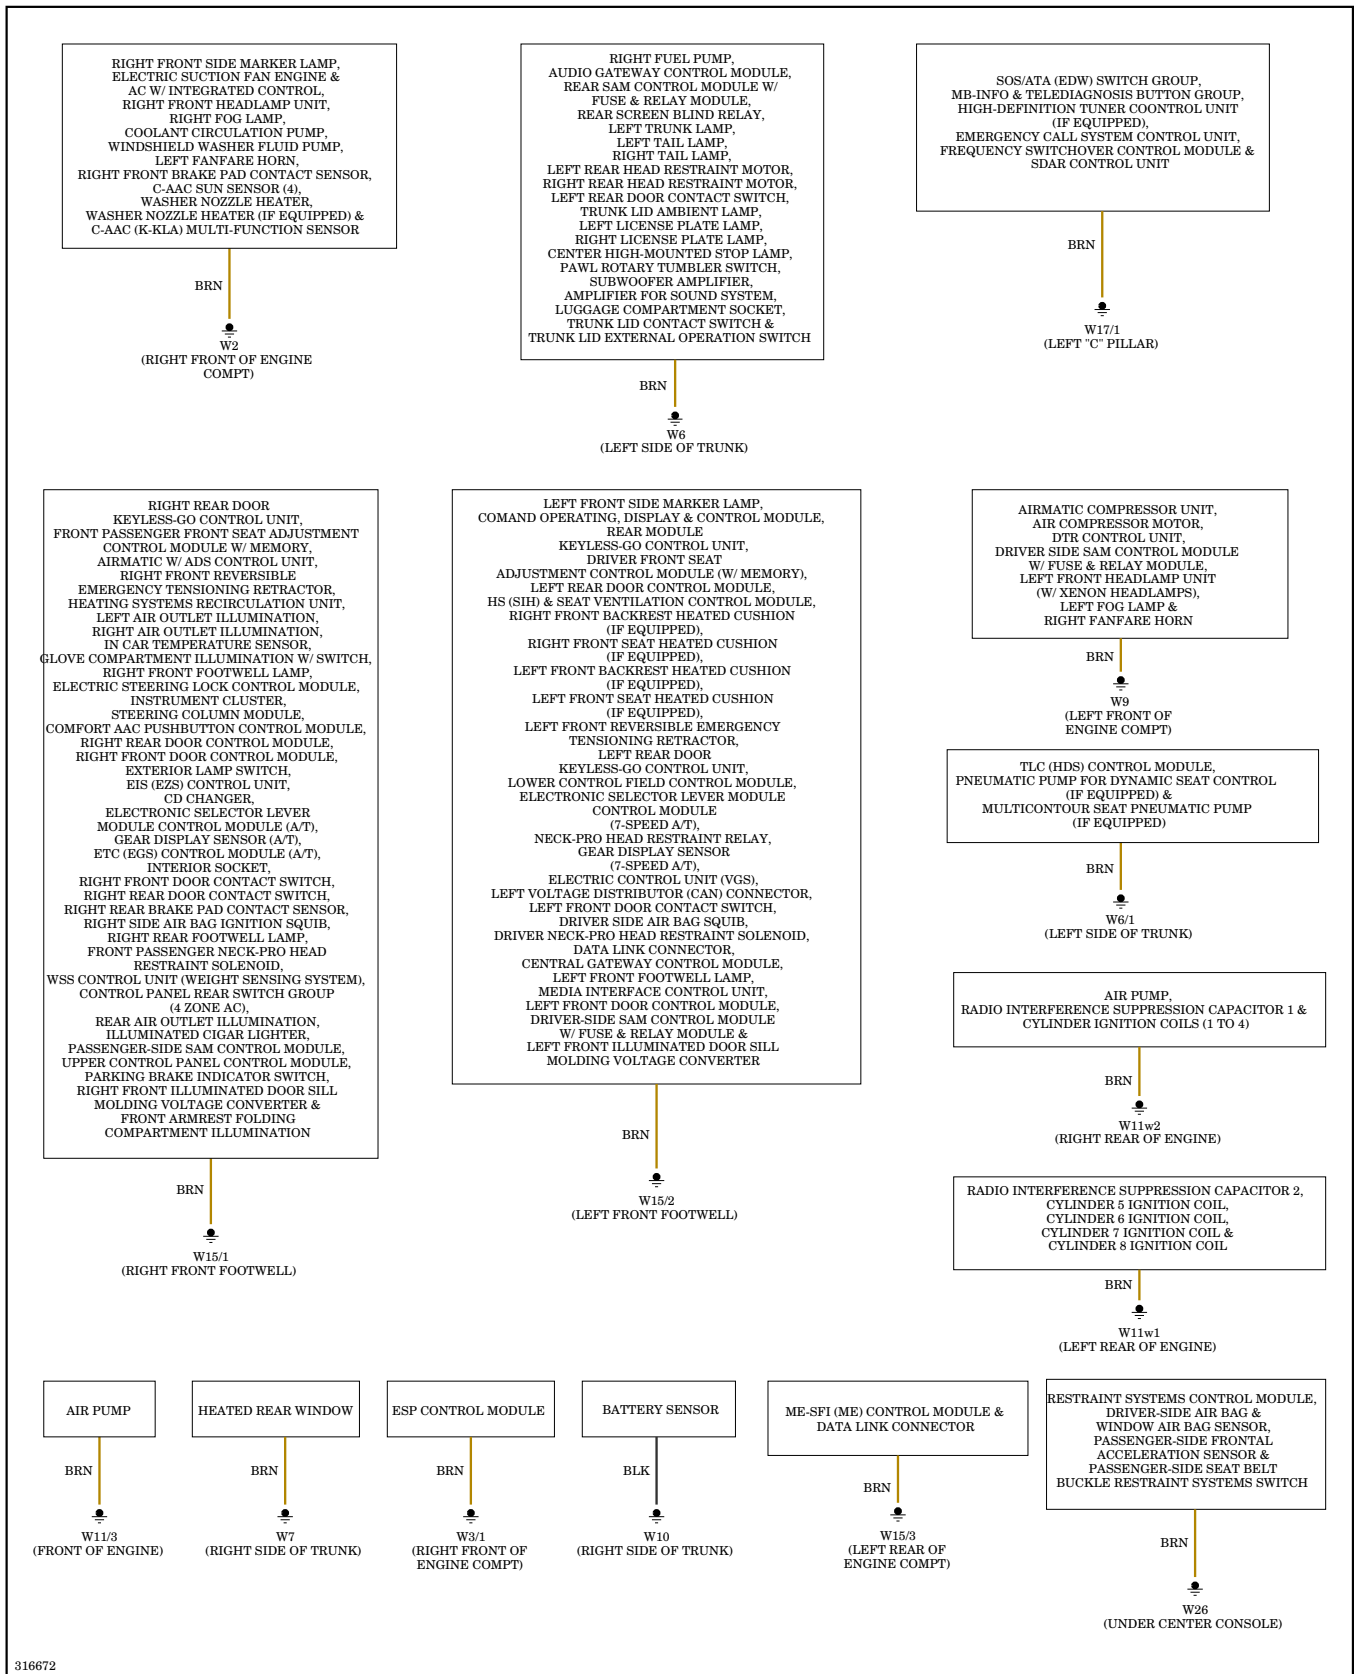 RIGHT FRONT SIDE MARKER LAMP,
ELECTRIC SUCTION FAN ENGINE &
AC W/ INTEGRATED CONTROL,
RIGHT FRONT HEADLAMP UNIT,
RIGHT FOG LAMP,
COOLANT CIRCULATION PUMP,
WINDSHIELD WASHER FLUID PUMP,
LEFT FANFARE HORN,
RIGHT FRONT BRAKE PAD CONTACT SENSOR,
C-AAC SUN SENSOR (4),
WASHER NOZZLE HEATER,
WASHER NOZZLE HEATER (IF EQUIPPED) &
C-AAC (K-KLA) MULTI-FUNCTION SENSOR
BRN
W2
(RIGHT FRONT OF ENGINE
COMPT)
RIGHT FUEL PUMP,
AUDIO GATEWAY CONTROL MODULE,
REAR SAM CONTROL MODULE W/
FUSE & RELAY MODULE,
REAR SCREEN BLIND RELAY,
LEFT TRUNK LAMP,
LEFT TAIL LAMP,
RIGHT TAIL LAMP,
LEFT REAR HEAD RESTRAINT MOTOR,
RIGHT REAR HEAD RESTRAINT MOTOR,
LEFT REAR DOOR CONTACT SWITCH,
TRUNK LID AMBIENT LAMP,
LEFT LICENSE PLATE LAMP,
RIGHT LICENSE PLATE LAMP,
CENTER HIGH-MOUNTED STOP LAMP,
PAWL ROTARY TUMBLER SWITCH,
SUBWOOFER AMPLIFIER,
AMPLIFIER FOR SOUND SYSTEM,
LUGGAGE COMPARTMENT SOCKET,
TRUNK LID CONTACT SWITCH &
TRUNK LID EXTERNAL OPERATION SWITCH
BRN
W6
(LEFT SIDE OF TRUNK)
SOS/ATA (EDW) SWITCH GROUP,
MB-INFO & TELEDIAGNOSIS BUTTON GROUP,
HIGH-DEFINITION TUNER COONTROL UNIT
(IF EQUIPPED),
EMERGENCY CALL SYSTEM CONTROL UNIT,
FREQUENCY SWITCHOVER CONTROL MODULE &
SDAR CONTROL UNIT
BRN
W17/1
(LEFT "C" PILLAR)
RIGHT REAR DOOR
KEYLESS-GO CONTROL UNIT,
FRONT PASSENGER FRONT SEAT ADJUSTMENT
CONTROL MODULE W/ MEMORY,
AIRMATIC W/ ADS CONTROL UNIT,
RIGHT FRONT REVERSIBLE
EMERGENCY TENSIONING RETRACTOR,
HEATING SYSTEMS RECIRCULATION UNIT,
LEFT AIR OUTLET ILLUMINATION,
RIGHT AIR OUTLET ILLUMINATION,
IN CAR TEMPERATURE SENSOR,
GLOVE COMPARTMENT ILLUMINATION W/ SWITCH,
RIGHT FRONT FOOTWELL LAMP,
ELECTRIC STEERING LOCK CONTROL MODULE,
INSTRUMENT CLUSTER,
STEERING COLUMN MODULE,
COMFORT AAC PUSHBUTTON CONTROL MODULE,
RIGHT REAR DOOR CONTROL MODULE,
RIGHT FRONT DOOR CONTROL MODULE,
EXTERIOR LAMP SWITCH,
EIS (EZS) CONTROL UNIT,
CD CHANGER,
ELECTRONIC SELECTOR LEVER
MODULE CONTROL MODULE (A/T),
GEAR DISPLAY SENSOR (A/T),
ETC (EGS) CONTROL MODULE (A/T),
INTERIOR SOCKET,
RIGHT FRONT DOOR CONTACT SWITCH,
RIGHT REAR DOOR CONTACT SWITCH,
RIGHT REAR BRAKE PAD CONTACT SENSOR,
RIGHT SIDE AIR BAG IGNITION SQUIB,
RIGHT REAR FOOTWELL LAMP,
FRONT PASSENGER NECK-PRO HEAD
RESTRAINT SOLENOID,
WSS CONTROL UNIT (WEIGHT SENSING SYSTEM),
CONTROL PANEL REAR SWITCH GROUP
(4 ZONE AC),
REAR AIR OUTLET ILLUMINATION,
ILLUMINATED CIGAR LIGHTER,
PASSENGER-SIDE SAM CONTROL MODULE,
UPPER CONTROL PANEL CONTROL MODULE,
PARKING BRAKE INDICATOR SWITCH,
RIGHT FRONT ILLUMINATED DOOR SILL
MOLDING VOLTAGE CONVERTER &
FRONT ARMREST FOLDING
COMPARTMENT ILLUMINATION
BRN
W15/1
(RIGHT FRONT FOOTWELL)
LEFT FRONT SIDE MARKER LAMP,
COMAND OPERATING, DISPLAY & CONTROL MODULE,
REAR MODULE
KEYLESS-GO CONTROL UNIT,
DRIVER FRONT SEAT
ADJUSTMENT CONTROL MODULE (W/ MEMORY),
LEFT REAR DOOR CONTROL MODULE,
HS (SIH) & SEAT VENTILATION CONTROL MODULE,
RIGHT FRONT BACKREST HEATED CUSHION
(IF EQUIPPED),
RIGHT FRONT SEAT HEATED CUSHION
(IF EQUIPPED),
LEFT FRONT BACKREST HEATED CUSHION
(IF EQUIPPED),
LEFT FRONT SEAT HEATED CUSHION
(IF EQUIPPED),
LEFT FRONT REVERSIBLE EMERGENCY
TENSIONING RETRACTOR,
LEFT REAR DOOR
KEYLESS-GO CONTROL UNIT,
LOWER CONTROL FIELD CONTROL MODULE,
ELECTRONIC SELECTOR LEVER MODULE
CONTROL MODULE
(7-SPEED A/T),
NECK-PRO HEAD RESTRAINT RELAY,
GEAR DISPLAY SENSOR
(7-SPEED A/T),
ELECTRIC CONTROL UNIT (VGS),
LEFT VOLTAGE DISTRIBUTOR (CAN) CONNECTOR,
LEFT FRONT DOOR CONTACT SWITCH,
DRIVER SIDE AIR BAG SQUIB,
DRIVER NECK-PRO HEAD RESTRAINT SOLENOID,
DATA LINK CONNECTOR,
CENTRAL GATEWAY CONTROL MODULE,
LEFT FRONT FOOTWELL LAMP,
MEDIA INTERFACE CONTROL UNIT,
LEFT FRONT DOOR CONTROL MODULE,
DRIVER-SIDE SAM CONTROL MODULE
W/ FUSE & RELAY MODULE &
LEFT FRONT ILLUMINATED DOOR SILL
MOLDING VOLTAGE CONVERTER
BRN
W15/2
(LEFT FRONT FOOTWELL)
AIRMATIC COMPRESSOR UNIT,
AIR COMPRESSOR MOTOR,
DTR CONTROL UNIT,
DRIVER SIDE SAM CONTROL MODULE
W/ FUSE & RELAY MODULE,
LEFT FRONT HEADLAMP UNIT
(W/ XENON HEADLAMPS),
LEFT FOG LAMP &
RIGHT FANFARE HORN
BRN
W9
(LEFT FRONT OF
ENGINE COMPT)
TLC (HDS) CONTROL MODULE,
PNEUMATIC PUMP FOR DYNAMIC SEAT CONTROL
(IF EQUIPPED) &
MULTICONTOUR SEAT PNEUMATIC PUMP
(IF EQUIPPED)
BRN
W6/1
(LEFT SIDE OF TRUNK)
AIR PUMP,
RADIO INTERFERENCE SUPPRESSION CAPACITOR 1 &
CYLINDER IGNITION COILS (1 TO 4)
BRN
W11w2
(RIGHT REAR OF ENGINE)
RADIO INTERFERENCE SUPPRESSION CAPACITOR 2,
CYLINDER 5 IGNITION COIL,
CYLINDER 6 IGNITION COIL,
CYLINDER 7 IGNITION COIL &
CYLINDER 8 IGNITION COIL
BRN
W11w1
(LEFT REAR OF ENGINE)
AIR PUMP
BRN
W11/3
(FRONT OF ENGINE)
HEATED REAR WINDOW
BRN
W7
(RIGHT SIDE OF TRUNK)
ESP CONTROL MODULE
BRN
W3/1
(RIGHT FRONT OF
ENGINE COMPT)
BATTERY SENSOR
BLK
W10
(RIGHT SIDE OF TRUNK)
ME-SFI (ME) CONTROL MODULE &
DATA LINK CONNECTOR
BRN
W15/3
(LEFT REAR OF
ENGINE COMPT)
RESTRAINT SYSTEMS CONTROL MODULE,
DRIVER-SIDE AIR BAG &
WINDOW AIR BAG SENSOR,
PASSENGER-SIDE FRONTAL
ACCELERATION SENSOR &
PASSENGER-SIDE SEAT BELT
BUCKLE RESTRAINT SYSTEMS SWITCH
BRN
W26
(UNDER CENTER CONSOLE)
316672